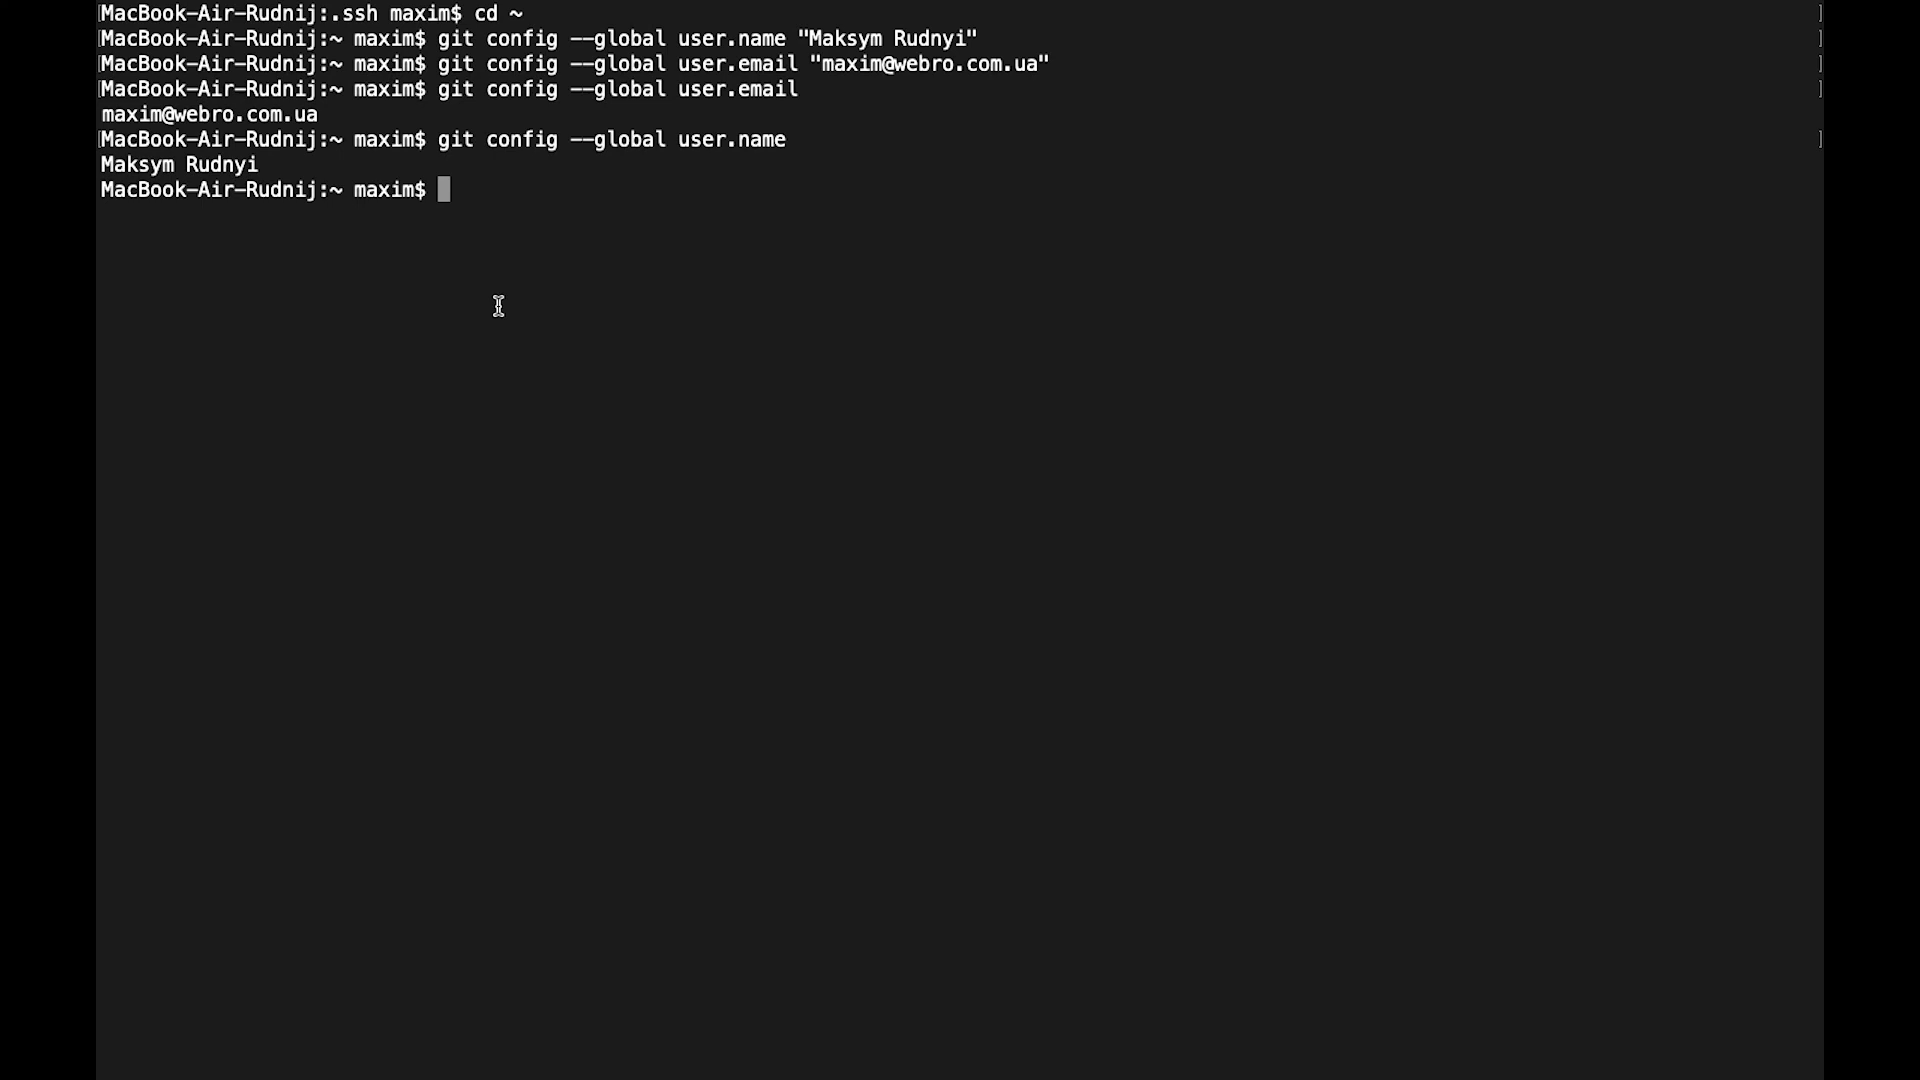 MacBook-Air-Rudnij:.ssh maxim$ cd ~
MacBook-Air-Rudnij:~ maxim$ git config --global user.name "Maksym Rudnyi"
MacBook-Air-Rudnij:~ maxim$ git config --global user.email "maxim@webro.com.ua"
MacBook-Air-Rudnij:~ maxim$ git config --global user.email
maxim@webro.com.ua
MacBook-Air-Rudnij:~ maxim$ git config --global user.name
Maksym Rudnyi
MacBook-Air-Rudnij:~ maxim$